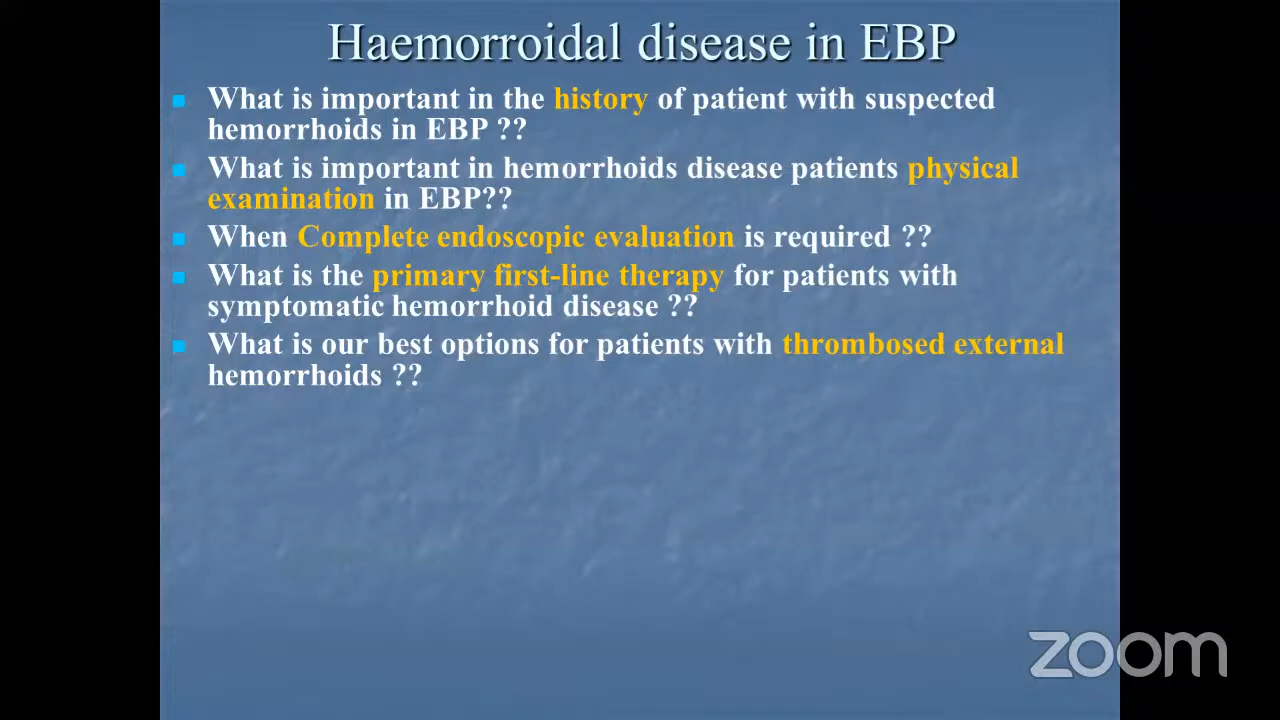 Haemorroidal disease in EBP
What is important in the history of patient with suspected
hemorrhoids in EBP ??
What is important in hemorrhoids disease patients physical
examination in EBP??
When Complete endoscopic evaluation is required ??
What is the primary first-line therapy for patients with
symptomatic hemorrhoid disease ??
What is our best options for patients with thrombosed external
hemorrhoids ??
zoom